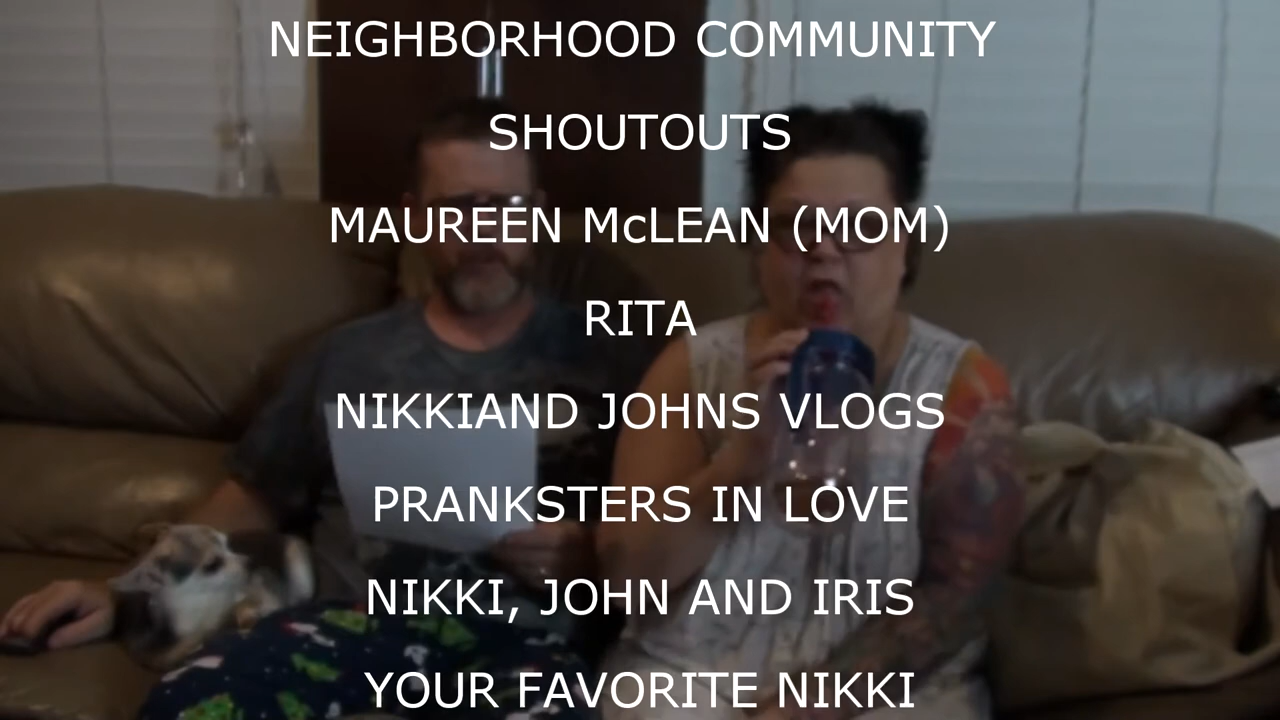 NEIGHBORHOOD COMMUNITY
SHOUTOUTS
MAUREEN McLEAN (MOM)
RITA
NIKKIAND JOHNS VLOGS
PRANKSTERS IN LOVE
NIKKI, JOHN AND IRIS
YOUR FAVORITE NIKKI